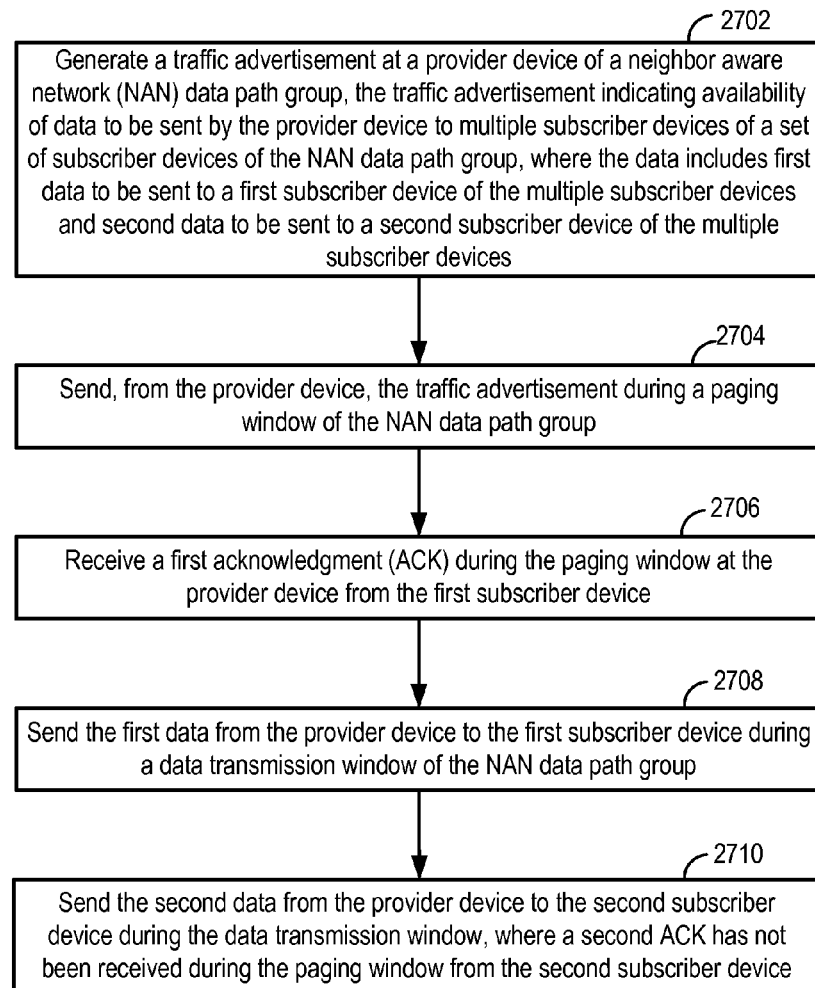 2702
Generate a traffic advertisement at a provider device of a neighbor aware
network (NAN) data path group, the traffic advertisement indicating availability
of data to be sent by the provider device to multiple subscriber devices of a set
of subscriber devices of the NAN data path group, where the data includes first
data to be sent to a first subscriber device of the multiple subscriber devices
and second data to be sent to a second subscriber device of the multiple
subscriber devices
2704
Send, from the provider device, the traffic advertisement during a paging
window of the NAN data path group
2706
Receive a first acknowledgment (ACK) during the paging window at the
provider device from the first subscriber device
2708
Send the first data from the provider device to the first subscriber device during
a data transmission window of the NAN data path group
2710
Send the second data from the provider device to the second subscriber
device during the data transmission window, where a second ACK has not
been received during the paging window from the second subscriber device